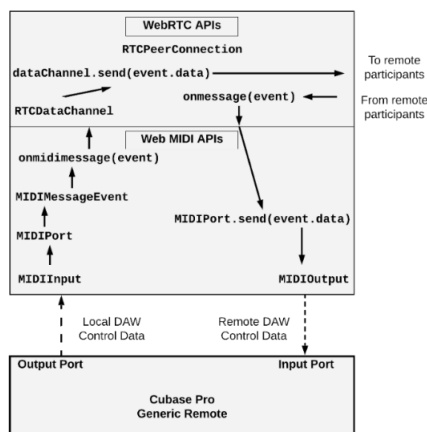 WebRTC APIs
RTCPeerConnection
dataChannel.send(event.data)
To remote
participants
onmessage(event)
From remote
participants
RTCDataChannel
Web MIDI APIs
onmidimessage(event)
MIDIMessageEvent
MIDIPort.send(event.data)
MIDIPort
MIDIInput
MIDIOutput
Local DAW
Control Data
Remote DAW
Control Data
Output Port
Input Port
Cubase Pro
Generic Remote